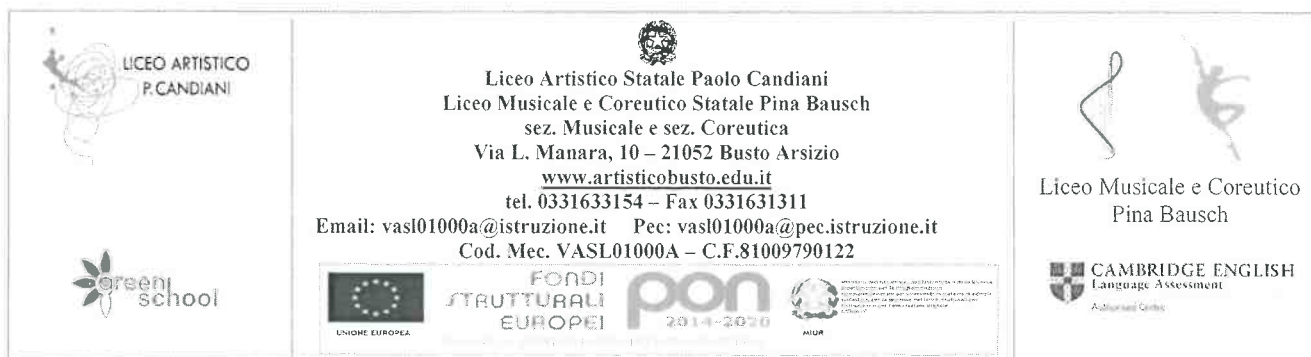 LICEO ARTISTICO
P. CANDIANI
green
school
Liceo Artistico Statale Paolo Candiani
Liceo Musicale e Coreutico Statale Pina Bausch
sez. Musicale e sez. Coreutica
Via L. Manara, 10 – 21052 Busto Arsizio
www.artisticobusto.edu.it
tel. 0331633154 – Fax 0331631311
Email: vasl01000a@istruzione.it Pec: vasl01000a@pec.istruzione.it
Cod. Mec. VASL01000A – C.F.81009790122
UNIONE EUROPEA
FONDI
STRUTTURALI
EUROPEI
pon
2014-2020
MIUR
Liceo Musicale e Coreutico
Pina Bausch
CAMBRIDGE ENGLISH
Language Assessment
Authorised Centre